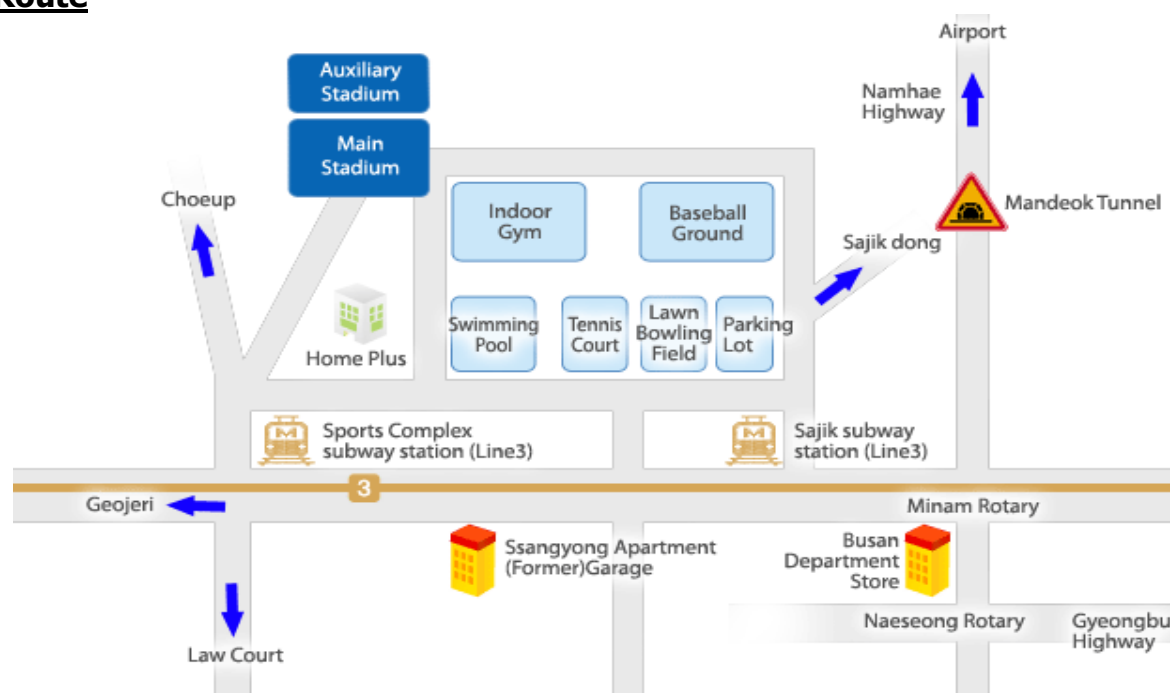 Route
Airport
Auxiliary
Stadium
Namhae
Highway
Main
Stadium
Choeup
Mandeok Tunnel
Indoor
Gym
Baseball
Ground
Sajik dong
Swimming
Pool
Tennis
Court
Lawn
Bowling
Field
Parking
Lot
Home Plus
M
Sports Complex
subway station (Line3)
M
Sajik subway
station (Line3)
3
Geojeri
Minam Rotary
Ssangyong Apartment
(Former)Garage
Busan
Department
Store
Naeseong Rotary
Gyeongbu
Highway
Law Court